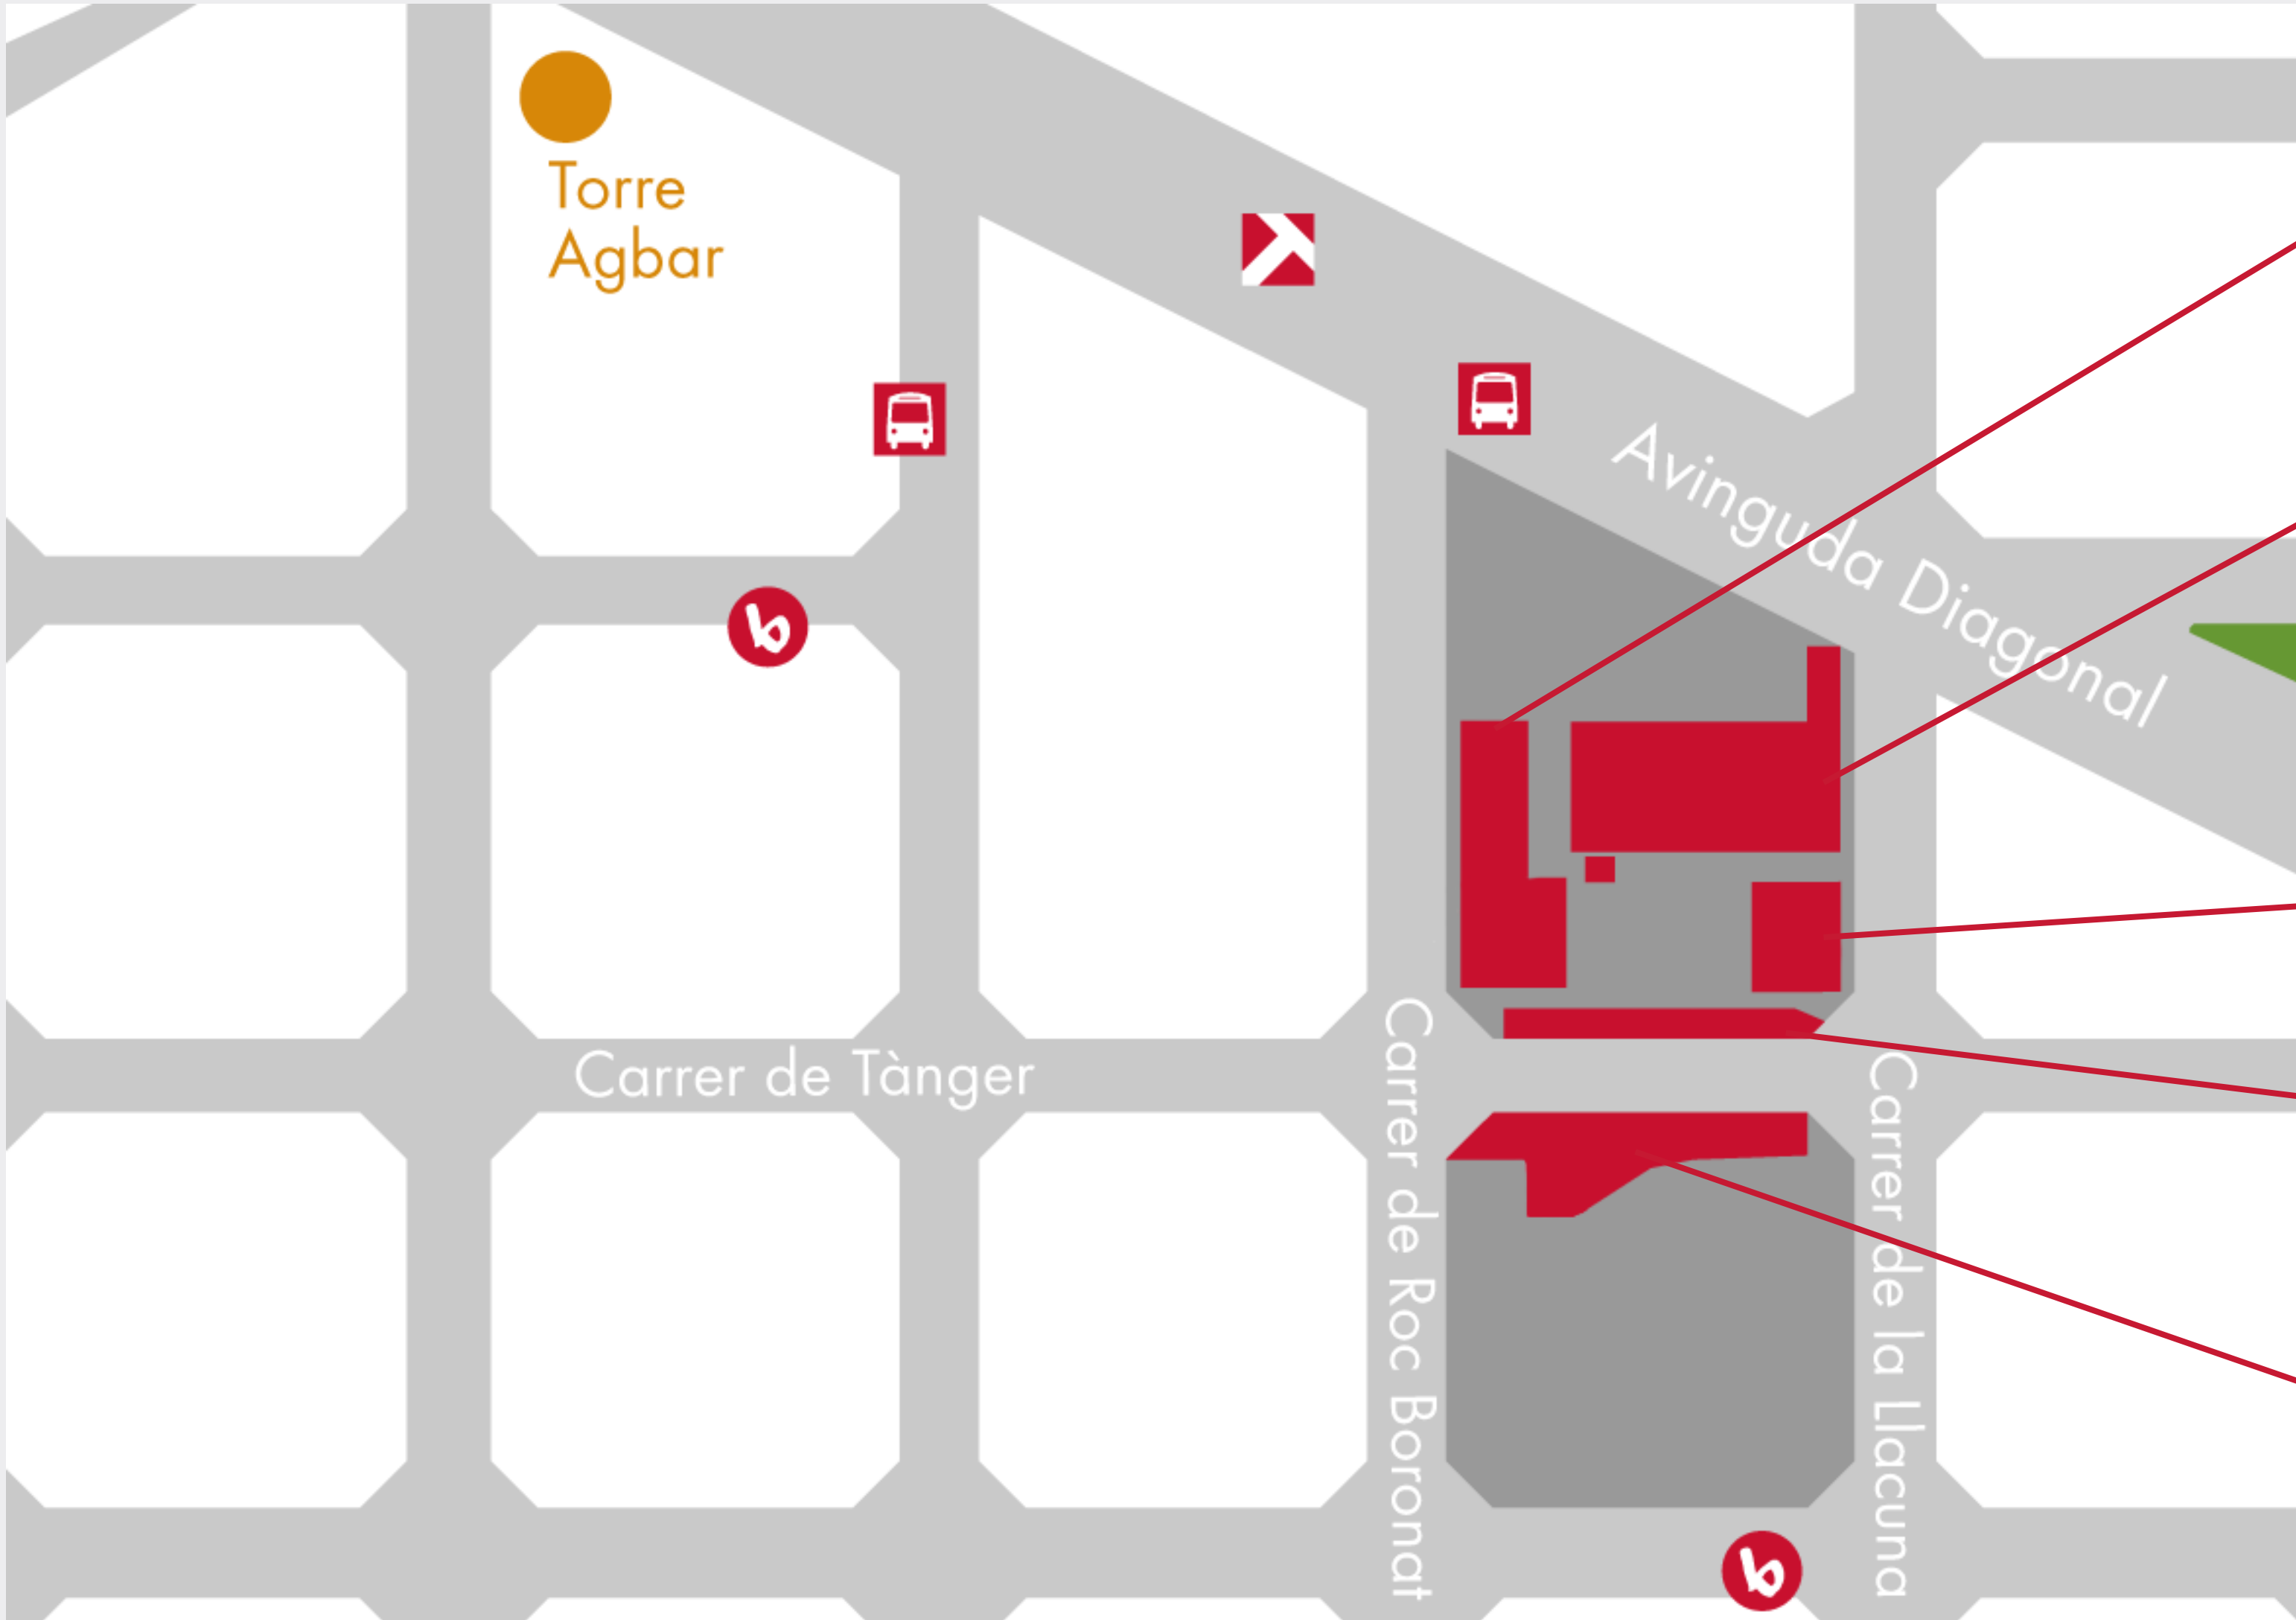 Torre
Agbar
Avinguda Diagonal
Carrer de Tànger
Carrer de Roc Boronat
Carrer de la Llacuna